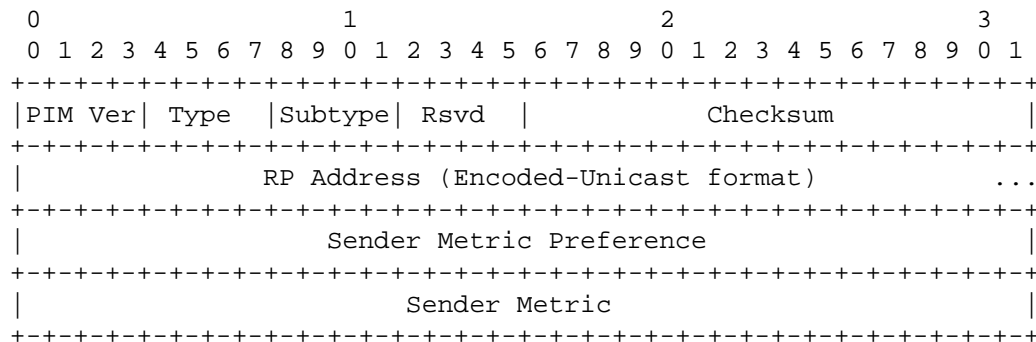 0                   1                   2                   3
 0 1 2 3 4 5 6 7 8 9 0 1 2 3 4 5 6 7 8 9 0 1 2 3 4 5 6 7 8 9 0 1
+-+-+-+-+-+-+-+-+-+-+-+-+-+-+-+-+-+-+-+-+-+-+-+-+-+-+-+-+-+-+-+-+
|PIM Ver| Type  |Subtype| Rsvd  |           Checksum            |
+-+-+-+-+-+-+-+-+-+-+-+-+-+-+-+-+-+-+-+-+-+-+-+-+-+-+-+-+-+-+-+-+
|               RP Address (Encoded-Unicast format)           ...
+-+-+-+-+-+-+-+-+-+-+-+-+-+-+-+-+-+-+-+-+-+-+-+-+-+-+-+-+-+-+-+-+
|                   Sender Metric Preference                    |
+-+-+-+-+-+-+-+-+-+-+-+-+-+-+-+-+-+-+-+-+-+-+-+-+-+-+-+-+-+-+-+-+
|                        Sender Metric                          |
+-+-+-+-+-+-+-+-+-+-+-+-+-+-+-+-+-+-+-+-+-+-+-+-+-+-+-+-+-+-+-+-+